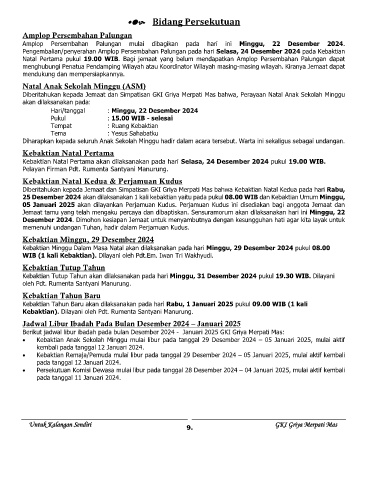 Bidang Persekutuan
Amplop Persembahan Palungan
Amplop Persembahan Palungan mulai dibagikan pada hari ini Minggu, 22 Desember 2024.
Pengembalian/penyerahan Amplop Persembahan Palungan pada hari Selasa, 24 Desember 2024 pada Kebaktian
Natal Pertama pukul 19.00 WIB. Bagi jemaat yang belum mendapatkan Amplop Persembahan Palungan dapat
menghubungi Penatua Pendamping Wilayah atau Koordinator Wilayah masing-masing wilayah. Kiranya Jemaat dapat
mendukung dan mempersiapkannya.
Natal Anak Sekolah Minggu (ASM)
Diberitahukan kepada Jemaat dan Simpatisan GKI Griya Merpati Mas bahwa, Perayaan Natal Anak Sekolah Minggu
akan dilaksanakan pada:
Hari/tanggal : Minggu, 22 Desember 2024
Pukul : 15.00 WIB - selesai
Tempat : Ruang Kebaktian
Tema : Yesus Sahabatku
Diharapkan kepada seluruh Anak Sekolah Minggu hadir dalam acara tersebut. Warta ini sekaligus sebagai undangan.
Kebaktian Natal Pertama
Kebaktian Natal Pertama akan dilaksanakan pada hari Selasa, 24 Desember 2024 pukul 19.00 WIB.
Pelayan Firman Pdt. Rumenta Santyani Manurung.
Kebaktian Natal Kedua & Perjamuan Kudus
Diberitahukan kepada Jemaat dan Simpatisan GKI Griya Merpati Mas bahwa Kebaktian Natal Kedua pada hari Rabu,
25 Desember 2024 akan dilaksanakan 1 kali kebaktian yaitu pada pukul 08.00 WIB dan Kebaktian Umum Minggu,
05 Januari 2025 akan dilayankan Perjamuan Kudus. Perjamuan Kudus ini disediakan bagi anggota Jemaat dan
Jemaat tamu yang telah mengaku percaya dan dibaptiskan. Sensuramorum akan dilaksanakan hari ini Minggu, 22
Desember 2024. Dimohon kesiapan Jemaat untuk menyambutnya dengan kesungguhan hati agar kita layak untuk
memenuhi undangan Tuhan, hadir dalam Perjamuan Kudus.
Kebaktian Minggu, 29 Desember 2024
Kebaktian Minggu Dalam Masa Natal akan dilaksanakan pada hari Minggu, 29 Desember 2024 pukul 08.00
WIB (1 kali Kebaktian). Dilayani oleh Pdt.Em. Iwan Tri Wakhyudi.
Kebaktian Tutup Tahun
Kebaktian Tutup Tahun akan dilaksanakan pada hari Minggu, 31 Desember 2024 pukul 19.30 WIB. Dilayani
oleh Pdt. Rumenta Santyani Manurung.
Kebaktian Tahun Baru
Kebaktian Tahun Baru akan dilaksanakan pada hari Rabu, 1 Januari 2025 pukul 09.00 WIB (1 kali
Kebaktian). Dilayani oleh Pdt. Rumenta Santyani Manurung.
Jadwal Libur Ibadah Pada Bulan Desember 2024 – Januari 2025
Berikut jadwal libur ibadah pada bulan Desember 2024 - Januari 2025 GKI Griya Merpati Mas:
• Kebaktian Anak Sekolah Minggu mulai libur pada tanggal 29 Desember 2024 – 05 Januari 2025, mulai aktif
kembali pada tanggal 12 Januari 2024.
• Kebaktian Remaja/Pemuda mulai libur pada tanggal 29 Desember 2024 – 05 Januari 2025, mulai aktif kembali
pada tanggal 12 Januari 2024.
• Persekutuan Komisi Dewasa mulai libur pada tanggal 28 Desember 2024 – 04 Januari 2025, mulai aktif kembali
pada tanggal 11 Januari 2024.
Untuk Kalangan Sendiri GKI Griya Merpati Mas
9.